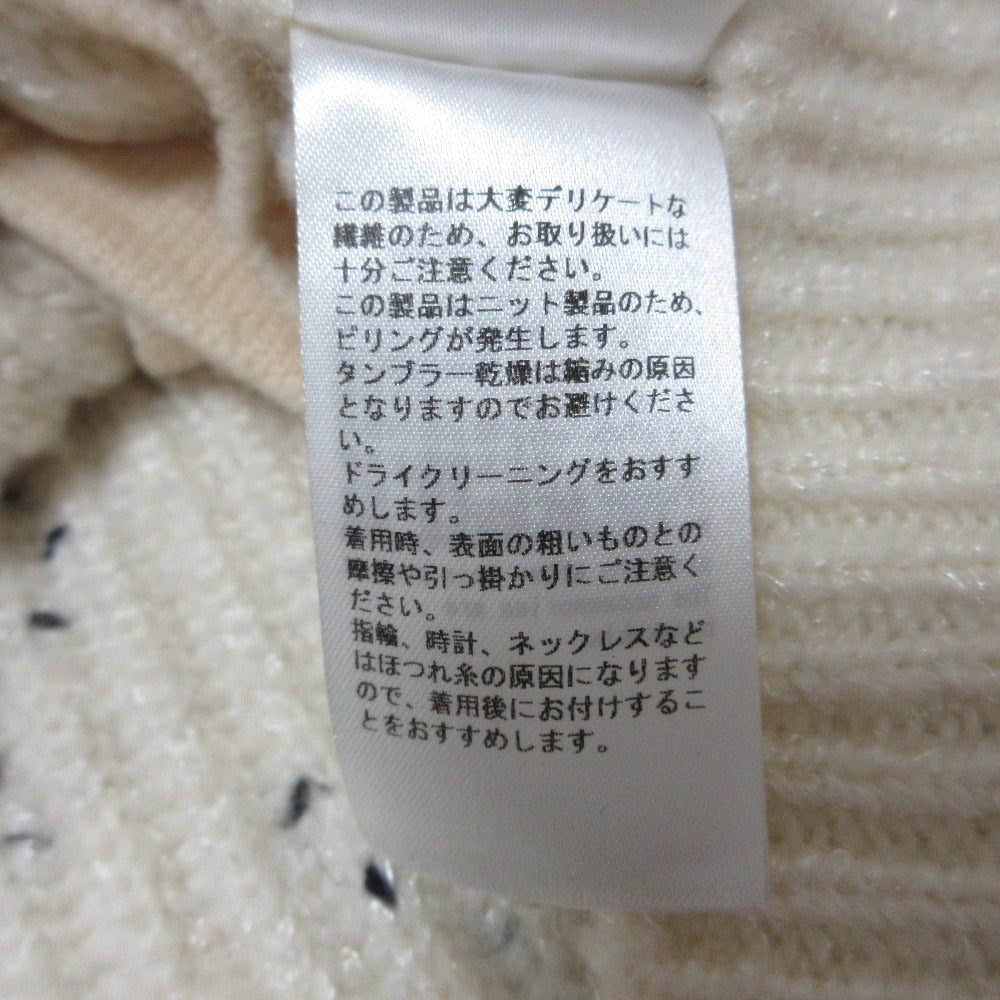 この製品は大変デリケートな
繊維のため、お取り扱いには
十分ご注意ください。
この製品はニット製品のため、
ピリングが発生します。
タンブラー乾燥は縮みの原因
となりますのでお避けくださ
い。
ドライクリーニングをおすす
めします。
着用時、表面の粗いものとの
摩擦や引っ掛かりにご注意く
ださい。
指輪、時計、ネックレスなど
はほつれ糸の原因になります
ので、着用後にお付けするこ
とをおすすめします。